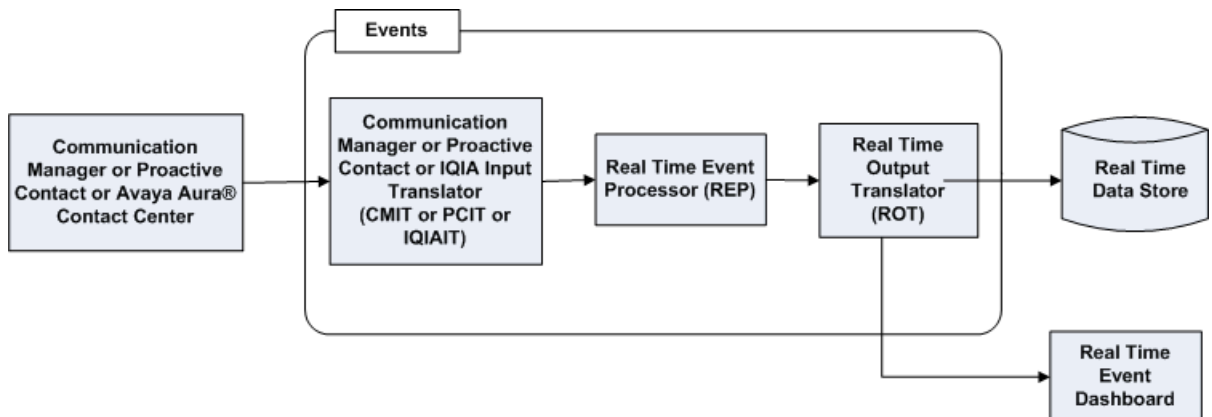 Events
Communication
Manager or Proactive
Contact or Avaya Aura®
Contact Center
Communication
Manager or Proactive
Contact or IQIA Input
Translator
(CMIT or PCIT or
IQIAIT)
Real Time Event
Processor (REP)
Real Time
Output
Translator
(ROT)
Real Time
Data Store
Real Time
Event
Dashboard